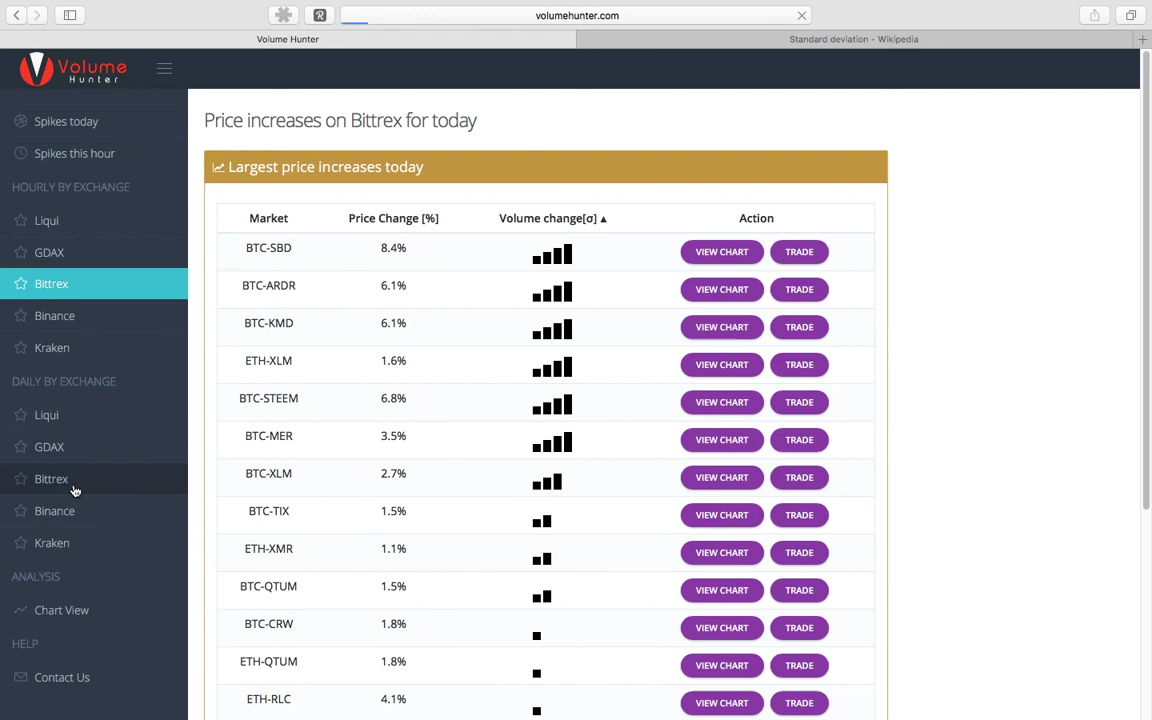 volumehunter.com
Volume Hunter
Standard deviation - Wikipedia
Volume
Hunter
Spikes today
Spikes this hour
HOURLY BY EXCHANGE
Liqui
GDAX
Bittrex
Binance
Kraken
DAILY BY EXCHANGE
Liqui
GDAX
Bittrex
Binance
Kraken
ANALYSIS
Chart View
HELP
Contact Us
Price increases on Bittrex for today
Largest price increases today
Market Price Change [%] Volume change[σ] ▲ Action
BTC-SBD 8.4% VIEW CHART TRADE
BTC-ARDR 6.1% VIEW CHART TRADE
BTC-KMD 6.1% VIEW CHART TRADE
ETH-XLM 1.6% VIEW CHART TRADE
BTC-STEEM 6.8% VIEW CHART TRADE
BTC-MER 3.5% VIEW CHART TRADE
BTC-XLM 2.7% VIEW CHART TRADE
BTC-TIX 1.5% VIEW CHART TRADE
ETH-XMR 1.1% VIEW CHART TRADE
BTC-QTUM 1.5% VIEW CHART TRADE
BTC-CRW 1.8% VIEW CHART TRADE
ETH-QTUM 1.8% VIEW CHART TRADE
ETH-RLC 4.1% VIEW CHART TRADE